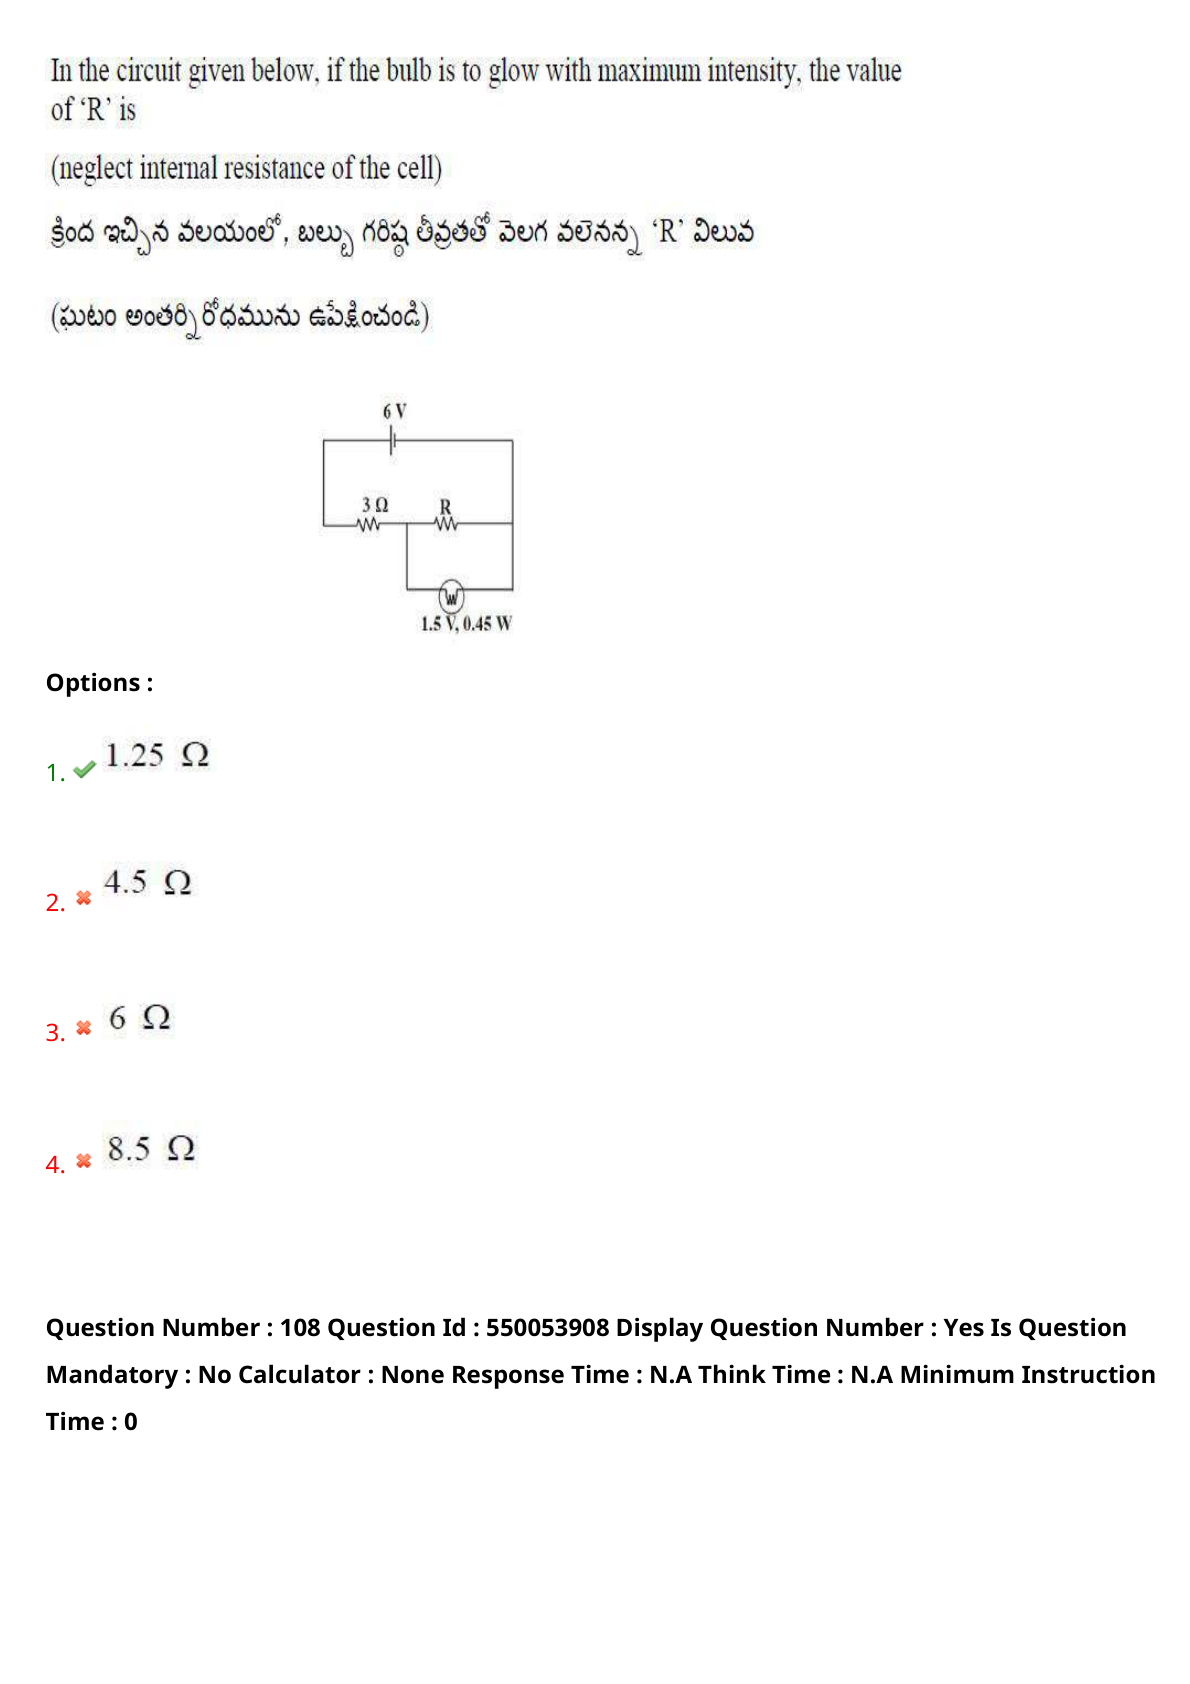 In the circuit given below, if the bulb is to glow with maximum intensity, the value
of ‘R’ is
(neglect internal resistance of the cell)
క్రింద ఇచ్చిన వలయంలో, బల్బు గరిష్ఠ తీవ్రతతో వెలగ వలెనన్న ‘R’ విలువ
(ఘటం అంతర్నిరోధమును ఉపేక్షించండి)
6 V
3 Ω R
1.5 V, 0.45 W
Options :
1. 1.25 Ω
2. 4.5 Ω
3. 6 Ω
4. 8.5 Ω
Question Number : 108 Question Id : 550053908 Display Question Number : Yes Is Question
Mandatory : No Calculator : None Response Time : N.A Think Time : N.A Minimum Instruction
Time : 0